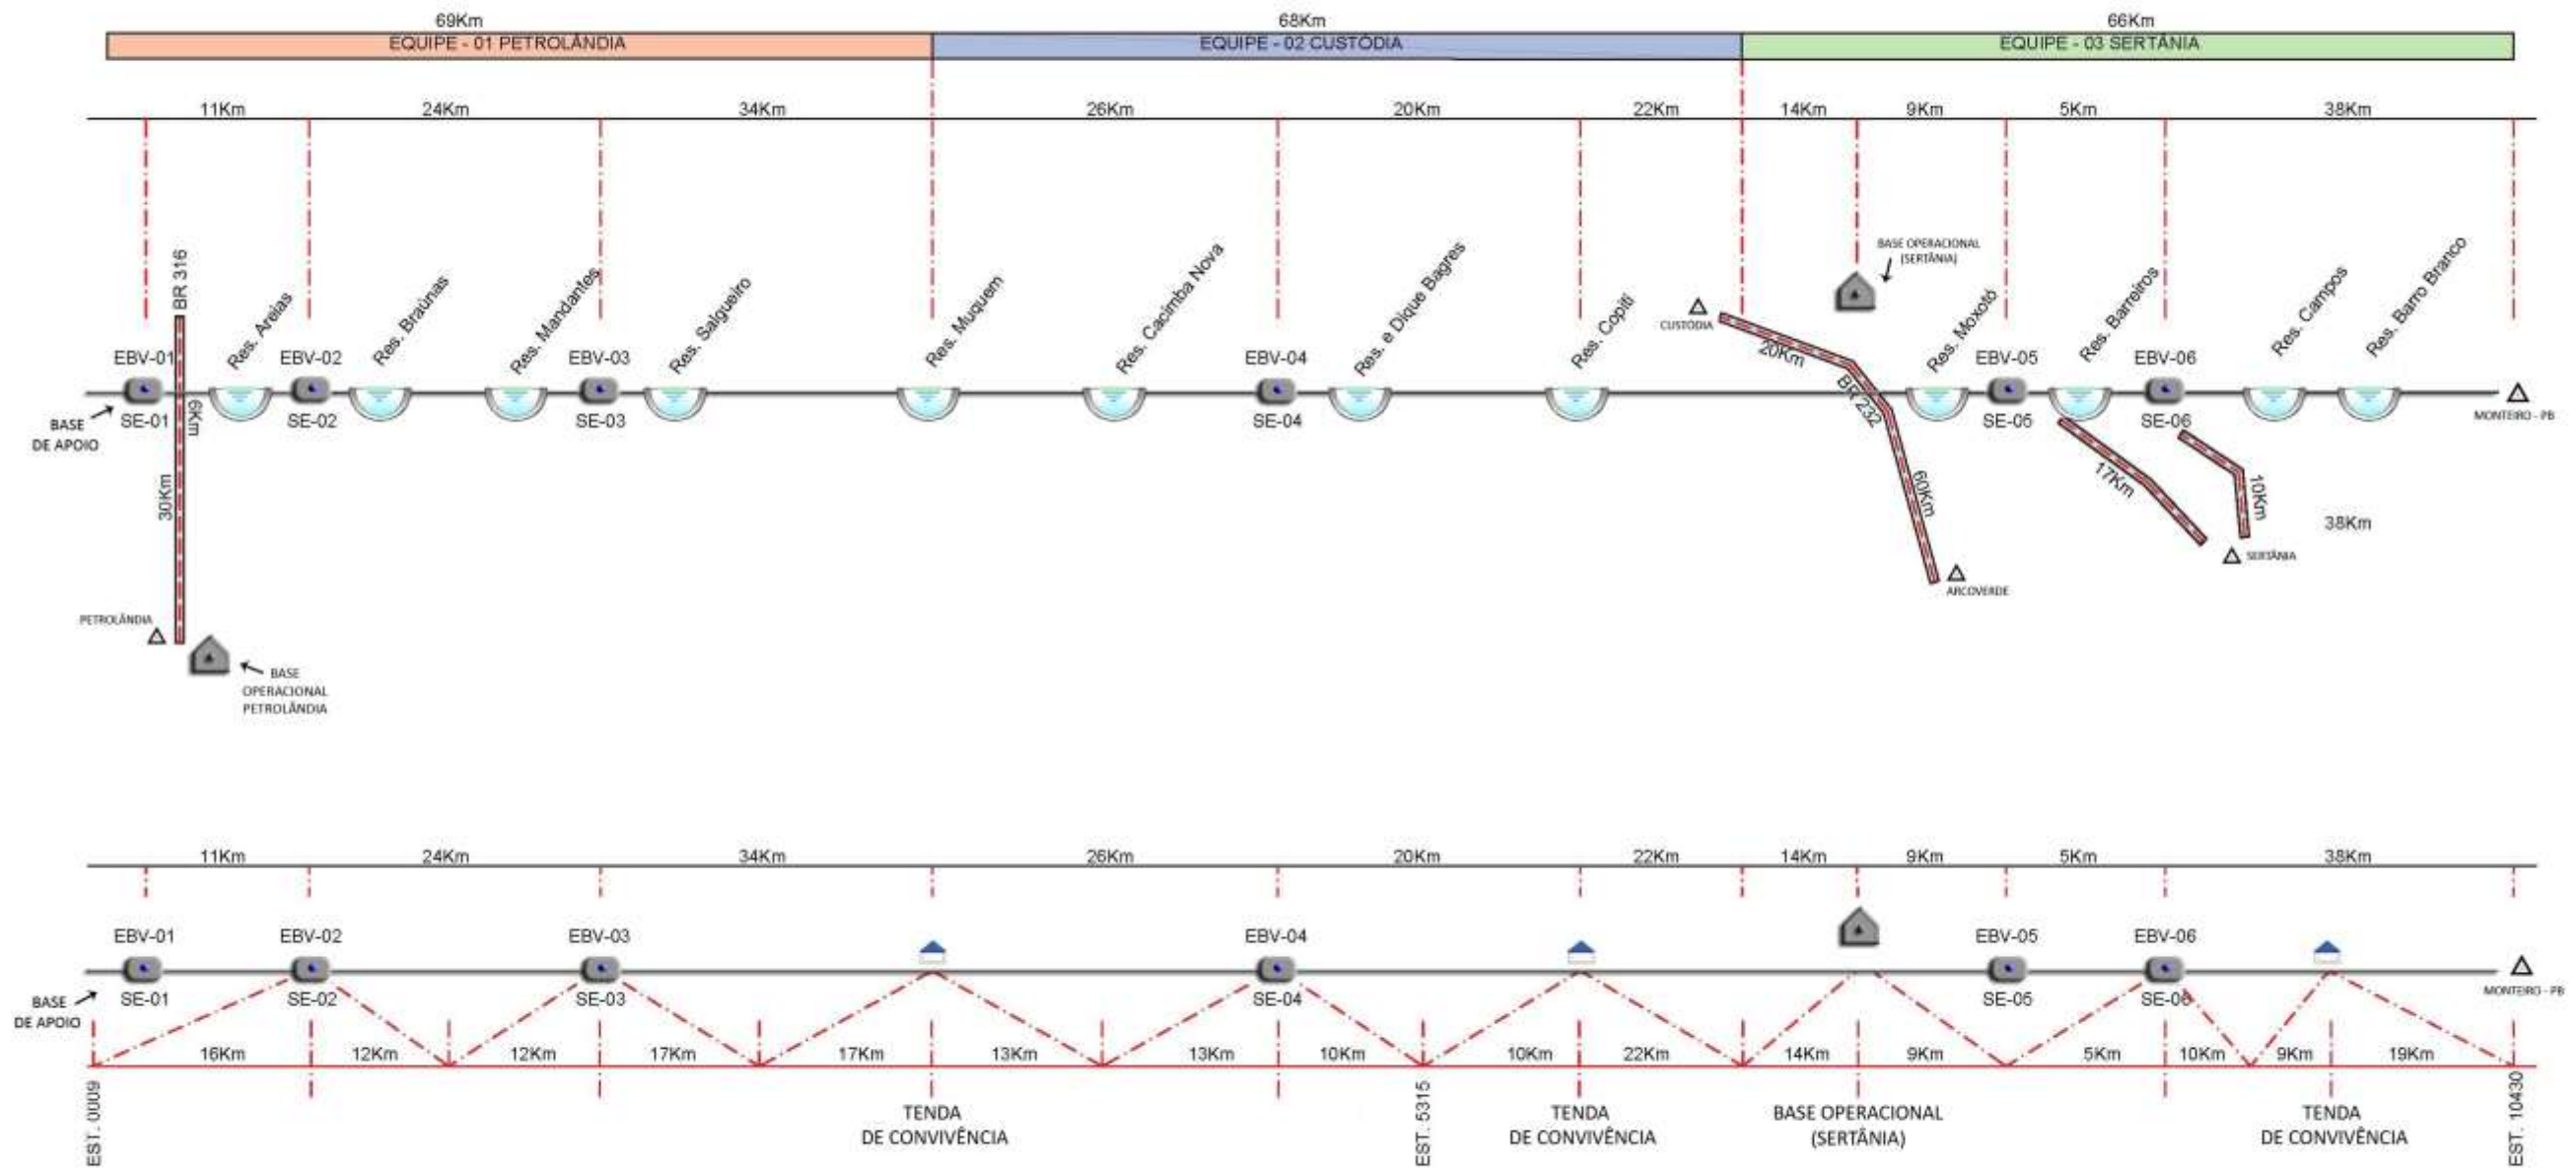 69Km
68Km
66Km
EQUIPE - 01 PETROLÂNDIA
EQUIPE - 02 CUSTÓDIA
EQUIPE - 03 SERTÂNIA
11Km
24Km
34Km
26Km
20Km
22Km
14Km
9Km
5Km
38Km
BR 316
Res. Areias
Res. Braúnas
Res. Mandantes
Res. Salgueiro
Res. Muquem
Res. Cacimba Nova
Res. e Dique Bagres
Res. Copiti
CUSTÓDIA
BASE OPERACIONAL
(SERTÂNIA)
Res. Moxotó
Res. Barreiros
Res. Campos
Res. Barro Branco
EBV-01
EBV-02
EBV-03
EBV-04
EBV-05
EBV-06
SE-01
SE-02
SE-03
SE-04
SE-05
SE-06
BASE
DE APOIO
6Km
30Km
20Km
BR 232
60Km
17Km
10Km
38Km
MONTEIRO - PB
SERTÂNIA
ARCOVERDE
PETROLÂNDIA
BASE
OPERACIONAL
PETROLÂNDIA
11Km
24Km
34Km
26Km
20Km
22Km
14Km
9Km
5Km
38Km
EBV-01
EBV-02
EBV-03
EBV-04
EBV-05
EBV-06
SE-01
SE-02
SE-03
SE-04
SE-05
SE-06
BASE
DE APOIO
MONTEIRO - PB
16Km
12Km
12Km
17Km
17Km
13Km
13Km
10Km
10Km
22Km
14Km
9Km
5Km
10Km
9Km
19Km
EST. 0009
TENDA
DE CONVIVÊNCIA
EST. 5315
TENDA
DE CONVIVÊNCIA
BASE OPERACIONAL
(SERTÂNIA)
TENDA
DE CONVIVÊNCIA
EST. 10430